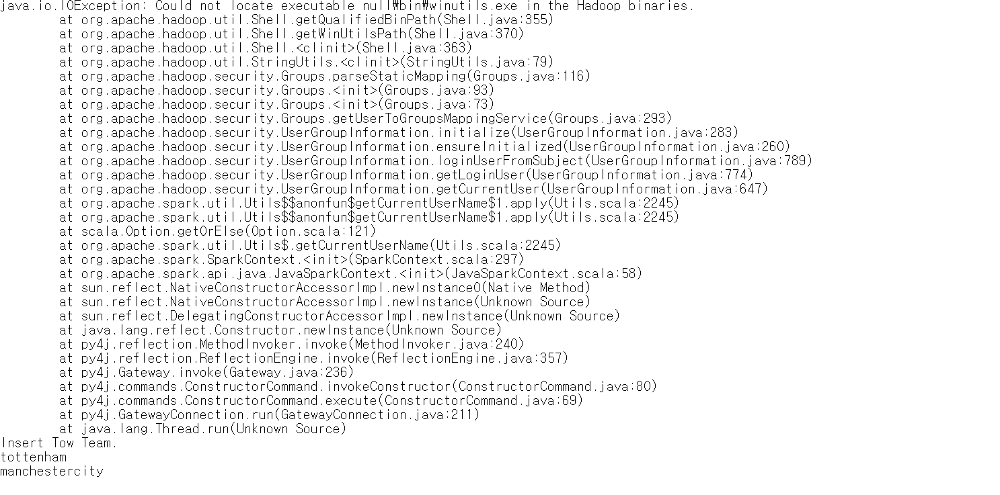 java.io.IOException: Could not locate executable null₩bin₩winutils.exe in the Hadoop binaries.
at org.apache.hadoop.util.Shell.getQualifiedBinPath(Shell.java:355)
at org.apache.hadoop.util.Shell.getWinUtilsPath(Shell.java:370)
at org.apache.hadoop.util.Shell.<clinit>(Shell.java:363)
at org.apache.hadoop.util.StringUtils.<clinit>(StringUtils.java:79)
at org.apache.hadoop.security.Groups.parseStaticMapping(Groups.java:116)
at org.apache.hadoop.security.Groups.<init>(Groups.java:93)
at org.apache.hadoop.security.Groups.<init>(Groups.java:73)
at org.apache.hadoop.security.Groups.getUserToGroupsMappingService(Groups.java:293)
at org.apache.hadoop.security.UserGroupInformation.initialize(UserGroupInformation.java:283)
at org.apache.hadoop.security.UserGroupInformation.ensureInitialized(UserGroupInformation.java:260)
at org.apache.hadoop.security.UserGroupInformation.loginUserFromSubject(UserGroupInformation.java:789)
at org.apache.hadoop.security.UserGroupInformation.getLoginUser(UserGroupInformation.java:774)
at org.apache.hadoop.security.UserGroupInformation.getCurrentUser(UserGroupInformation.java:647)
at org.apache.spark.util.Utils$$anonfun$getCurrentUserName$1.apply(Utils.scala:2245)
at org.apache.spark.util.Utils$$anonfun$getCurrentUserName$1.apply(Utils.scala:2245)
at scala.Option.getOrElse(Option.scala:121)
at org.apache.spark.util.Utils$.getCurrentUserName(Utils.scala:2245)
at org.apache.spark.SparkContext.<init>(SparkContext.scala:297)
at org.apache.spark.api.java.JavaSparkContext.<init>(JavaSparkContext.scala:58)
at sun.reflect.NativeConstructorAccessorImpl.newInstance0(Native Method)
at sun.reflect.NativeConstructorAccessorImpl.newInstance(Unknown Source)
at sun.reflect.DelegatingConstructorAccessorImpl.newInstance(Unknown Source)
at java.lang.reflect.Constructor.newInstance(Unknown Source)
at py4j.reflection.MethodInvoker.invoke(MethodInvoker.java:240)
at py4j.reflection.ReflectionEngine.invoke(ReflectionEngine.java:357)
at py4j.Gateway.invoke(Gateway.java:236)
at py4j.commands.ConstructorCommand.invokeConstructor(ConstructorCommand.java:80)
at py4j.commands.ConstructorCommand.execute(ConstructorCommand.java:69)
at py4j.GatewayConnection.run(GatewayConnection.java:211)
at java.lang.Thread.run(Unknown Source)
Insert Tow Team.
tottenham
manchestercity